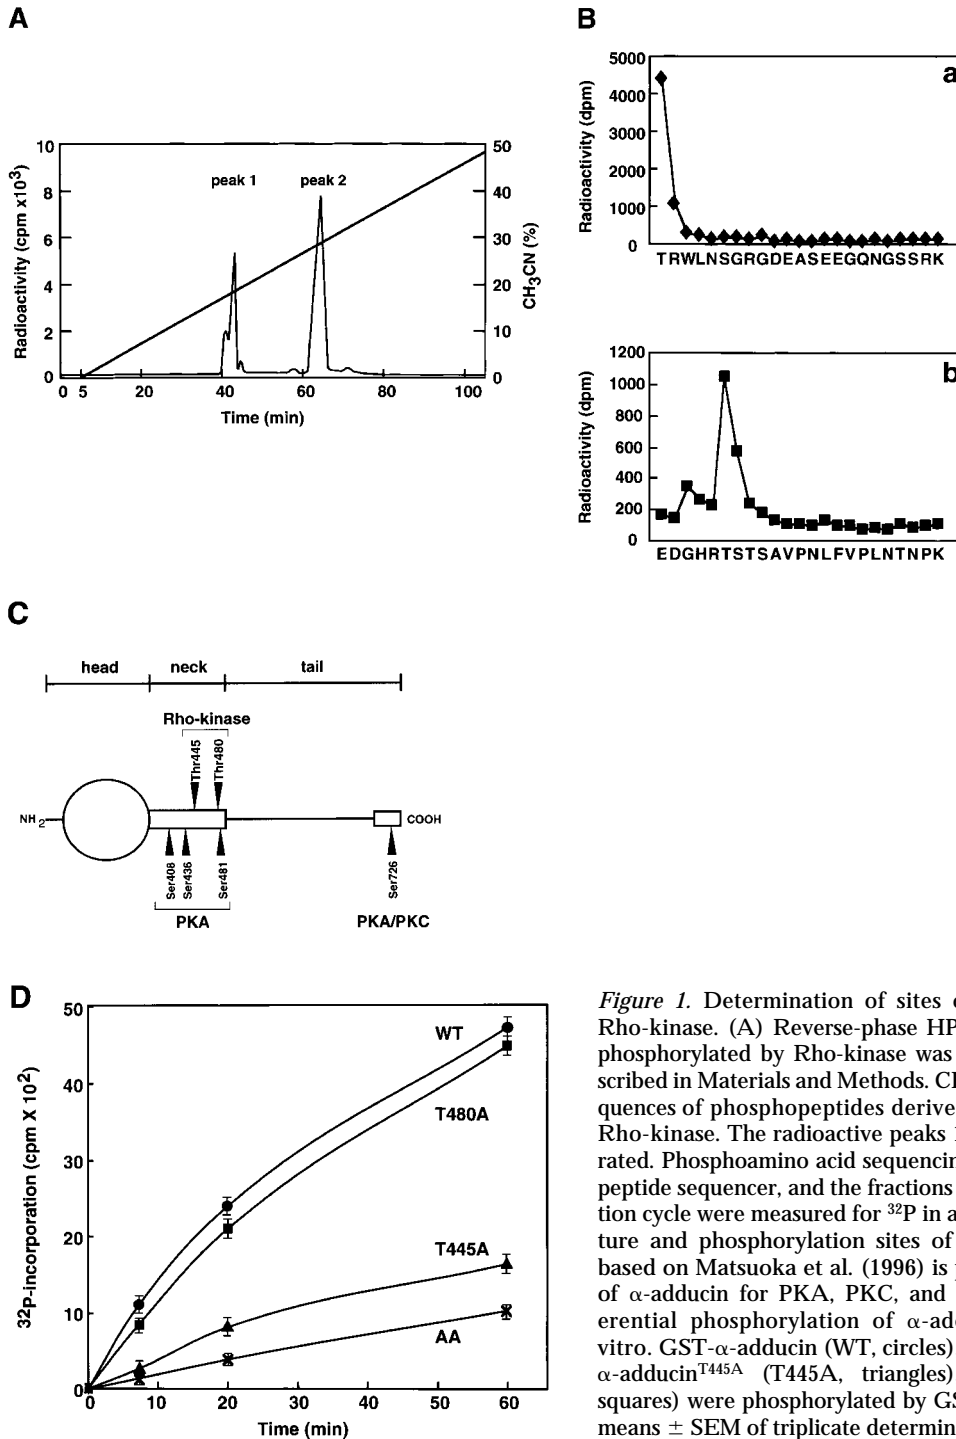 A
Radioactivity (cpm x10³)
10
8
6
4
2
0
peak 1
peak 2
50
40
30
20
10
0
CH₃CN (%)
0 5 20 40 60 80 100
Time (min)
B
a
Radioactivity (dpm)
5000
4000
3000
2000
1000
0
TRWLNSGRGDEASEEGQNGSSRK
b
Radioactivity (dpm)
1200
1000
800
600
400
200
0
EDGHRTSTSAVPNLFVPLNTNPK
C
head neck tail
Rho-kinase
Thr445
Thr480
NH₂
COOH
Ser408
Ser436
Ser481
Ser726
PKA
PKA/PKC
D
³²P-incorporation (cpm X 10²)
50
40
30
20
10
0
WT
T480A
T445A
AA
0 10 20 30 40 50 60
Time (min)
Figure 1. Determination of sites o
Rho-kinase. (A) Reverse-phase HP
phosphorylated by Rho-kinase was
scribed in Materials and Methods. CH
quences of phosphopeptides derive
Rho-kinase. The radioactive peaks
rated. Phosphoamino acid sequencin
peptide sequencer, and the fractions
tion cycle were measured for ³²P in a
ture and phosphorylation sites of
based on Matsuoka et al. (1996) is
of α-adducin for PKA, PKC, and
erential phosphorylation of α-add
vitro. GST-α-adducin (WT, circles)
α-adducinᵀ⁴⁴⁵ᴬ (T445A, triangles)
squares) were phosphorylated by GS
means ± SEM of triplicate determin